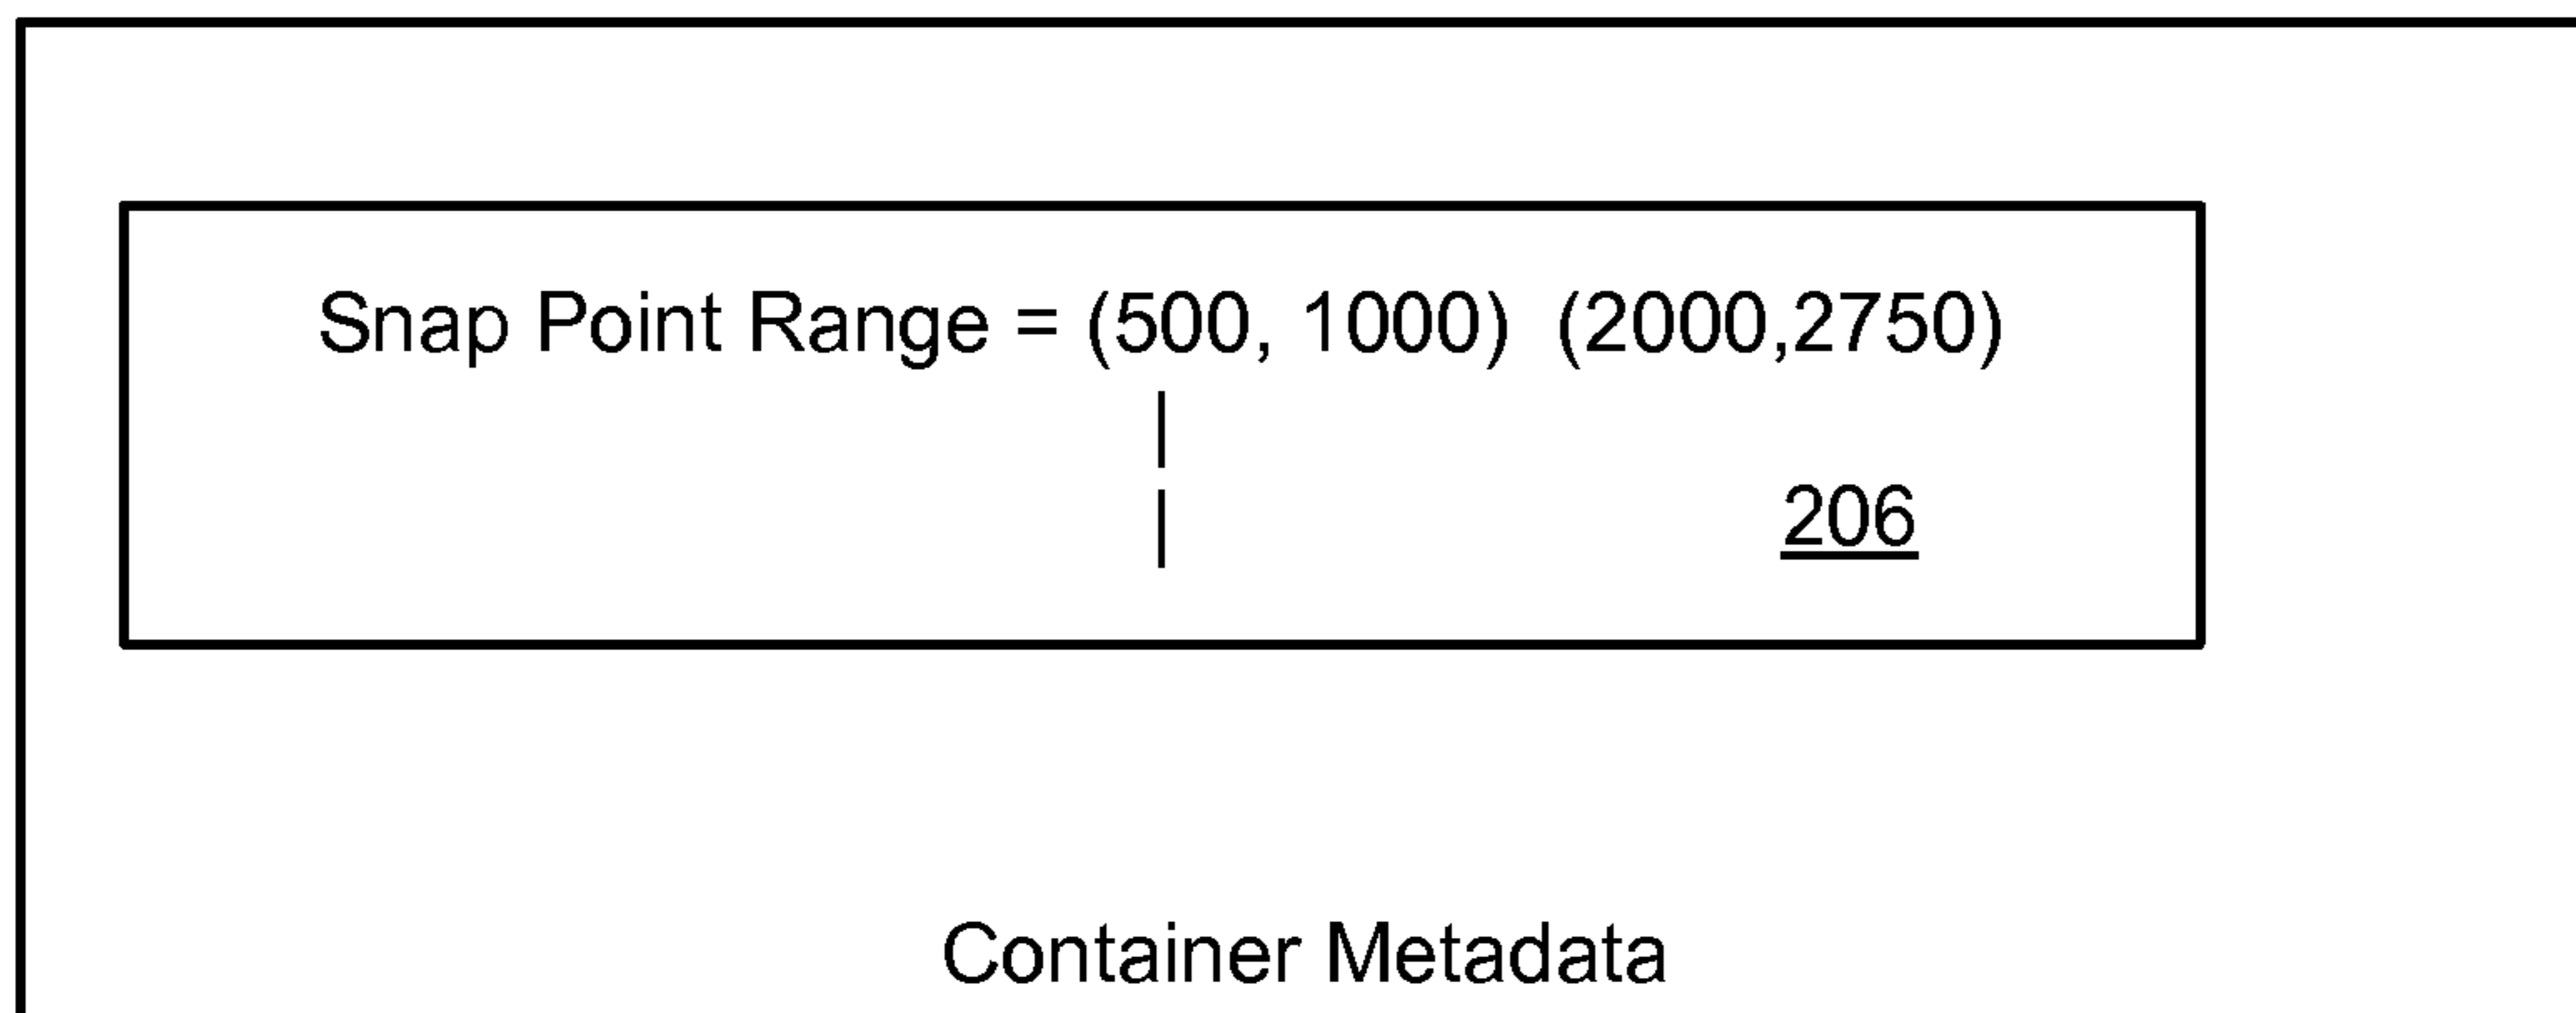 Snap Point Range = (500, 1000) (2000,2750)
206
Container Metadata